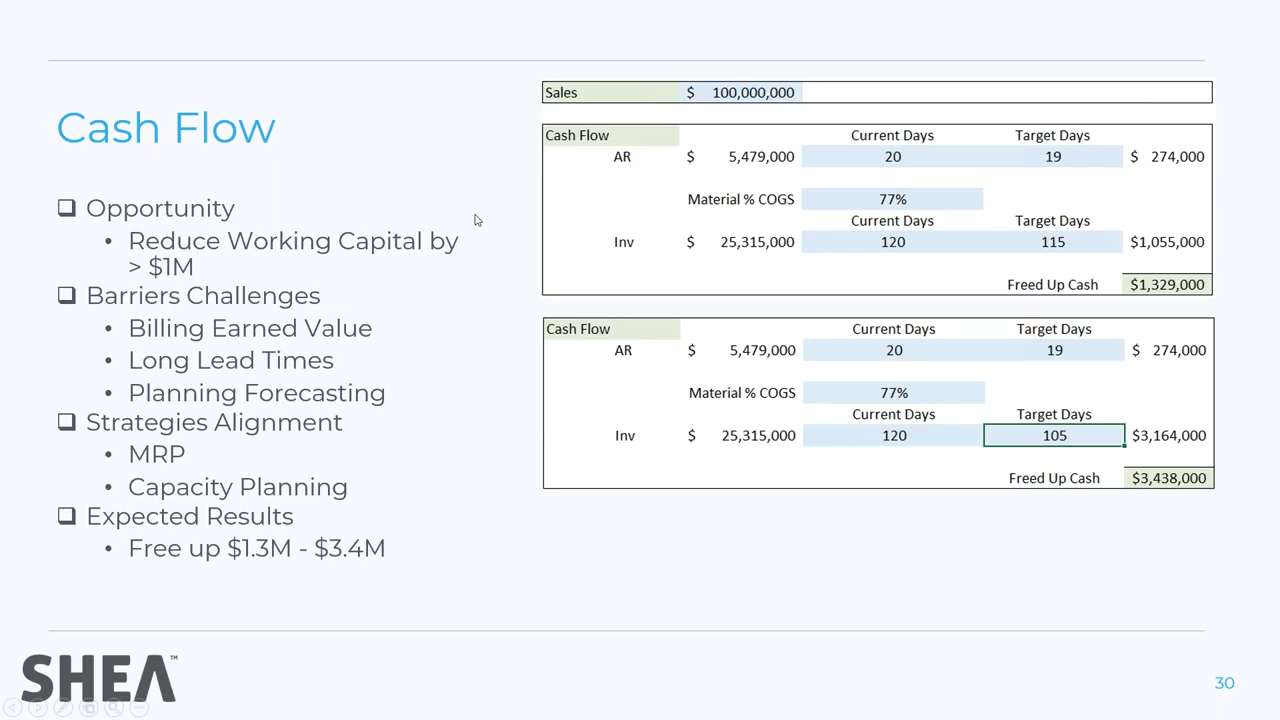 Cash Flow
❑ Opportunity
• Reduce Working Capital by
> $1M
❑ Barriers Challenges
• Billing Earned Value
• Long Lead Times
• Planning Forecasting
❑ Strategies Alignment
• MRP
• Capacity Planning
❑ Expected Results
• Free up $1.3M - $3.4M
Sales $ 100,000,000
Cash Flow Current Days Target Days
AR $ 5,479,000 20 19 $ 274,000
Material % COGS 77%
Current Days Target Days
Inv $ 25,315,000 120 115 $1,055,000
Freed Up Cash $1,329,000
Cash Flow Current Days Target Days
AR $ 5,479,000 20 19 $ 274,000
Material % COGS 77%
Current Days Target Days
Inv $ 25,315,000 120 105 $3,164,000
Freed Up Cash $3,438,000
SHEA™
30